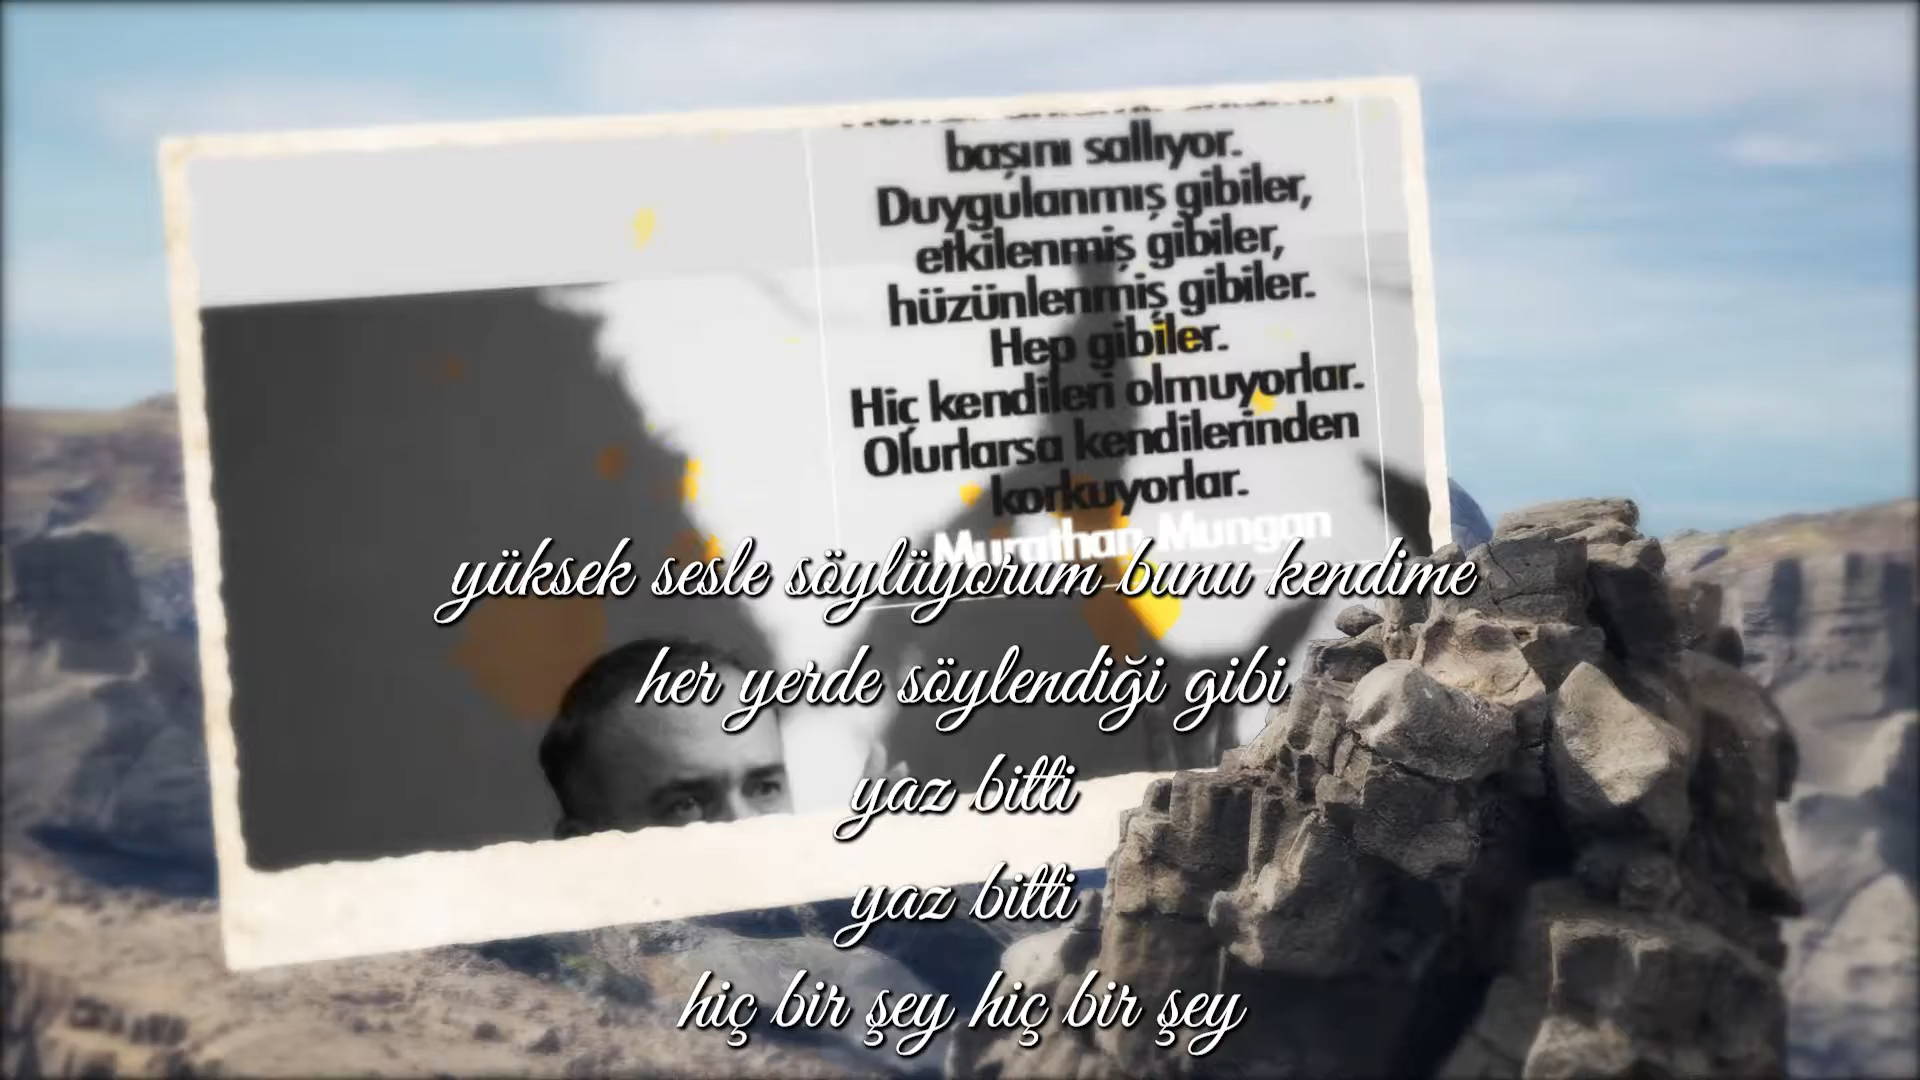 başını sallıyor.
Duygulanmış gibiler,
etkilenmiş gibiler,
hüzünlenmiş gibiler.
Hep gibiler.
Hiç kendileri olmuyorlar.
Olurlarsa kendilerinden
korkuyorlar.
Murathan Mungan
yüksek sesle söylüyorum bunu kendime
her yerde söylendiği gibi
yaz bitti
yaz bitti
hiç bir şey hiç bir şey